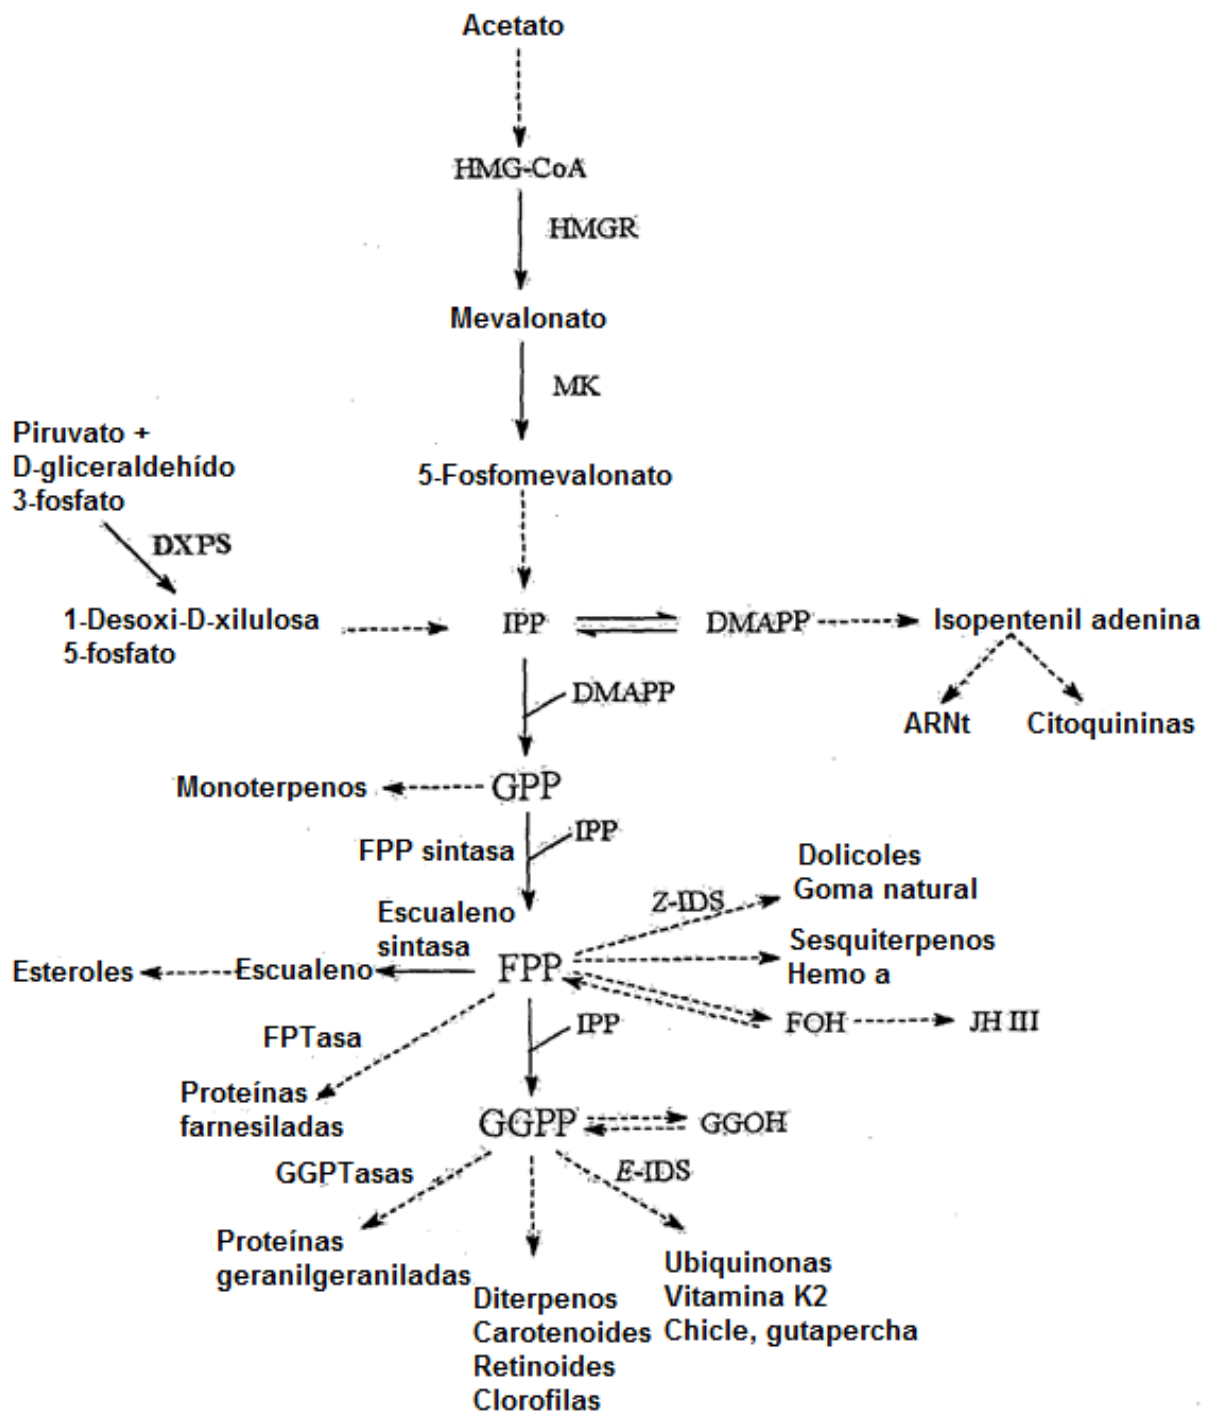 Acetato
HMG-CoA
HMGR
Mevalonato
MK
Piruvato +
D-gliceraldehído
3-fosfato
5-Fosfomevalonato
DXPS
1-Desoxi-D-xilulosa
5-fosfato
IPP
DMAPP
Isopentenil adenina
DMAPP
ARNt
Citoquininas
Monoterpenos
GPP
IPP
FPP sintasa
Dolicoles
Goma natural
Z-IDS
Escualeno
sintasa
Sesquiterpenos
Hemo a
Esteroles
Escualeno
FPP
FOH
JH III
IPP
FPTasa
Proteínas
farnesiladas
GGPP
GGOH
GGPTasas
E-IDS
Proteínas
geranilgeraniladas
Ubiquinonas
Vitamina K2
Chicle, gutapercha
Diterpenos
Carotenoides
Retinoides
Clorofilas